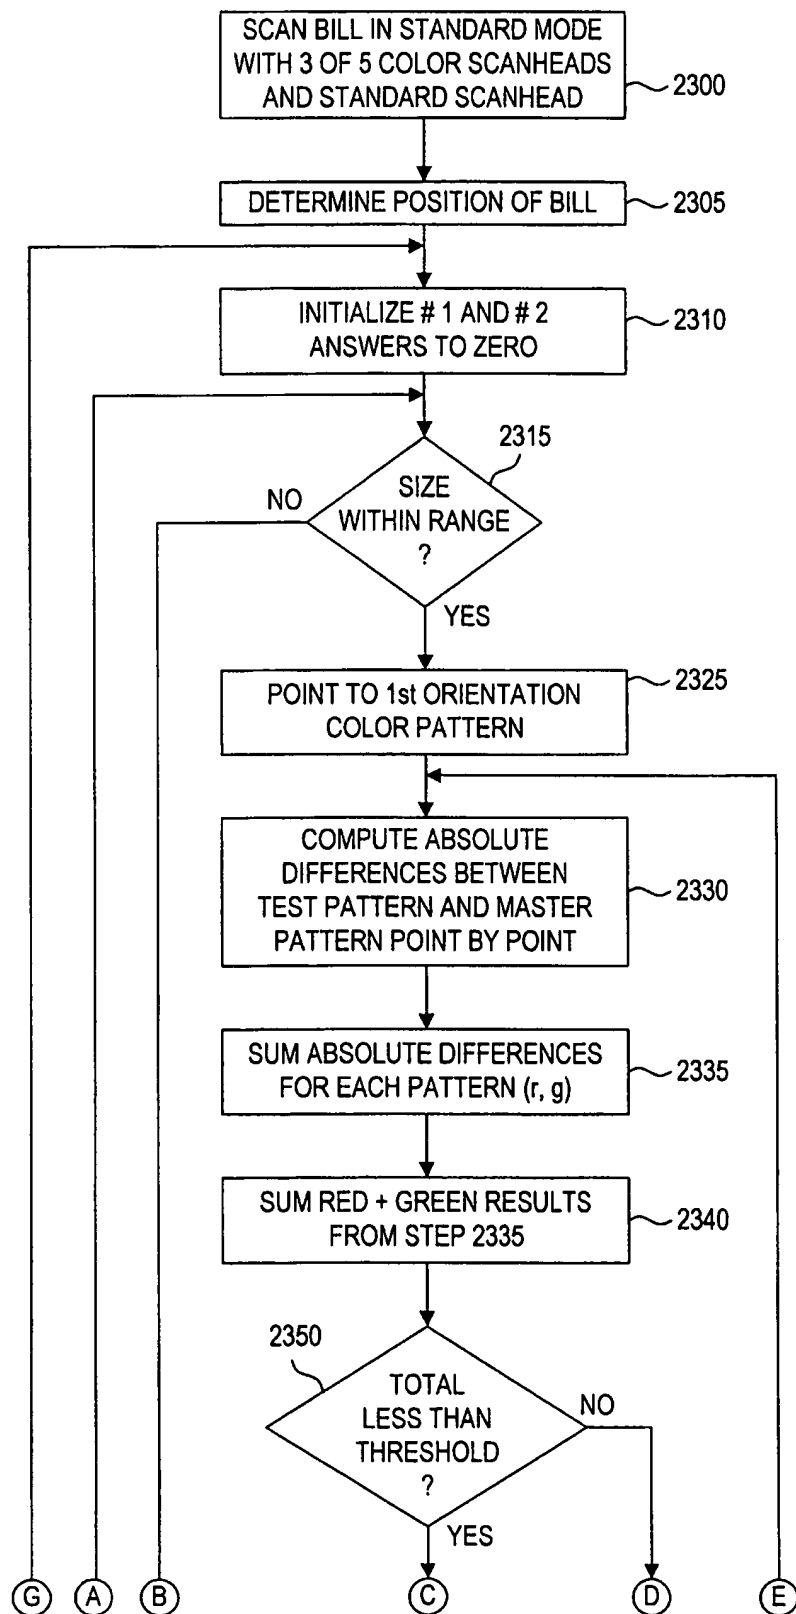 SCAN BILL IN STANDARD MODE
WITH 3 OF 5 COLOR SCANHEADS
AND STANDARD SCANHEAD
2300
DETERMINE POSITION OF BILL
2305
INITIALIZE # 1 AND # 2
ANSWERS TO ZERO
2310
2315
NO
SIZE
WITHIN RANGE
?
YES
POINT TO 1st ORIENTATION
COLOR PATTERN
2325
COMPUTE ABSOLUTE
DIFFERENCES BETWEEN
TEST PATTERN AND MASTER
PATTERN POINT BY POINT
2330
SUM ABSOLUTE DIFFERENCES
FOR EACH PATTERN (r, g)
2335
SUM RED + GREEN RESULTS
FROM STEP 2335
2340
2350
TOTAL
LESS THAN
THRESHOLD
?
NO
YES
G A B C D E